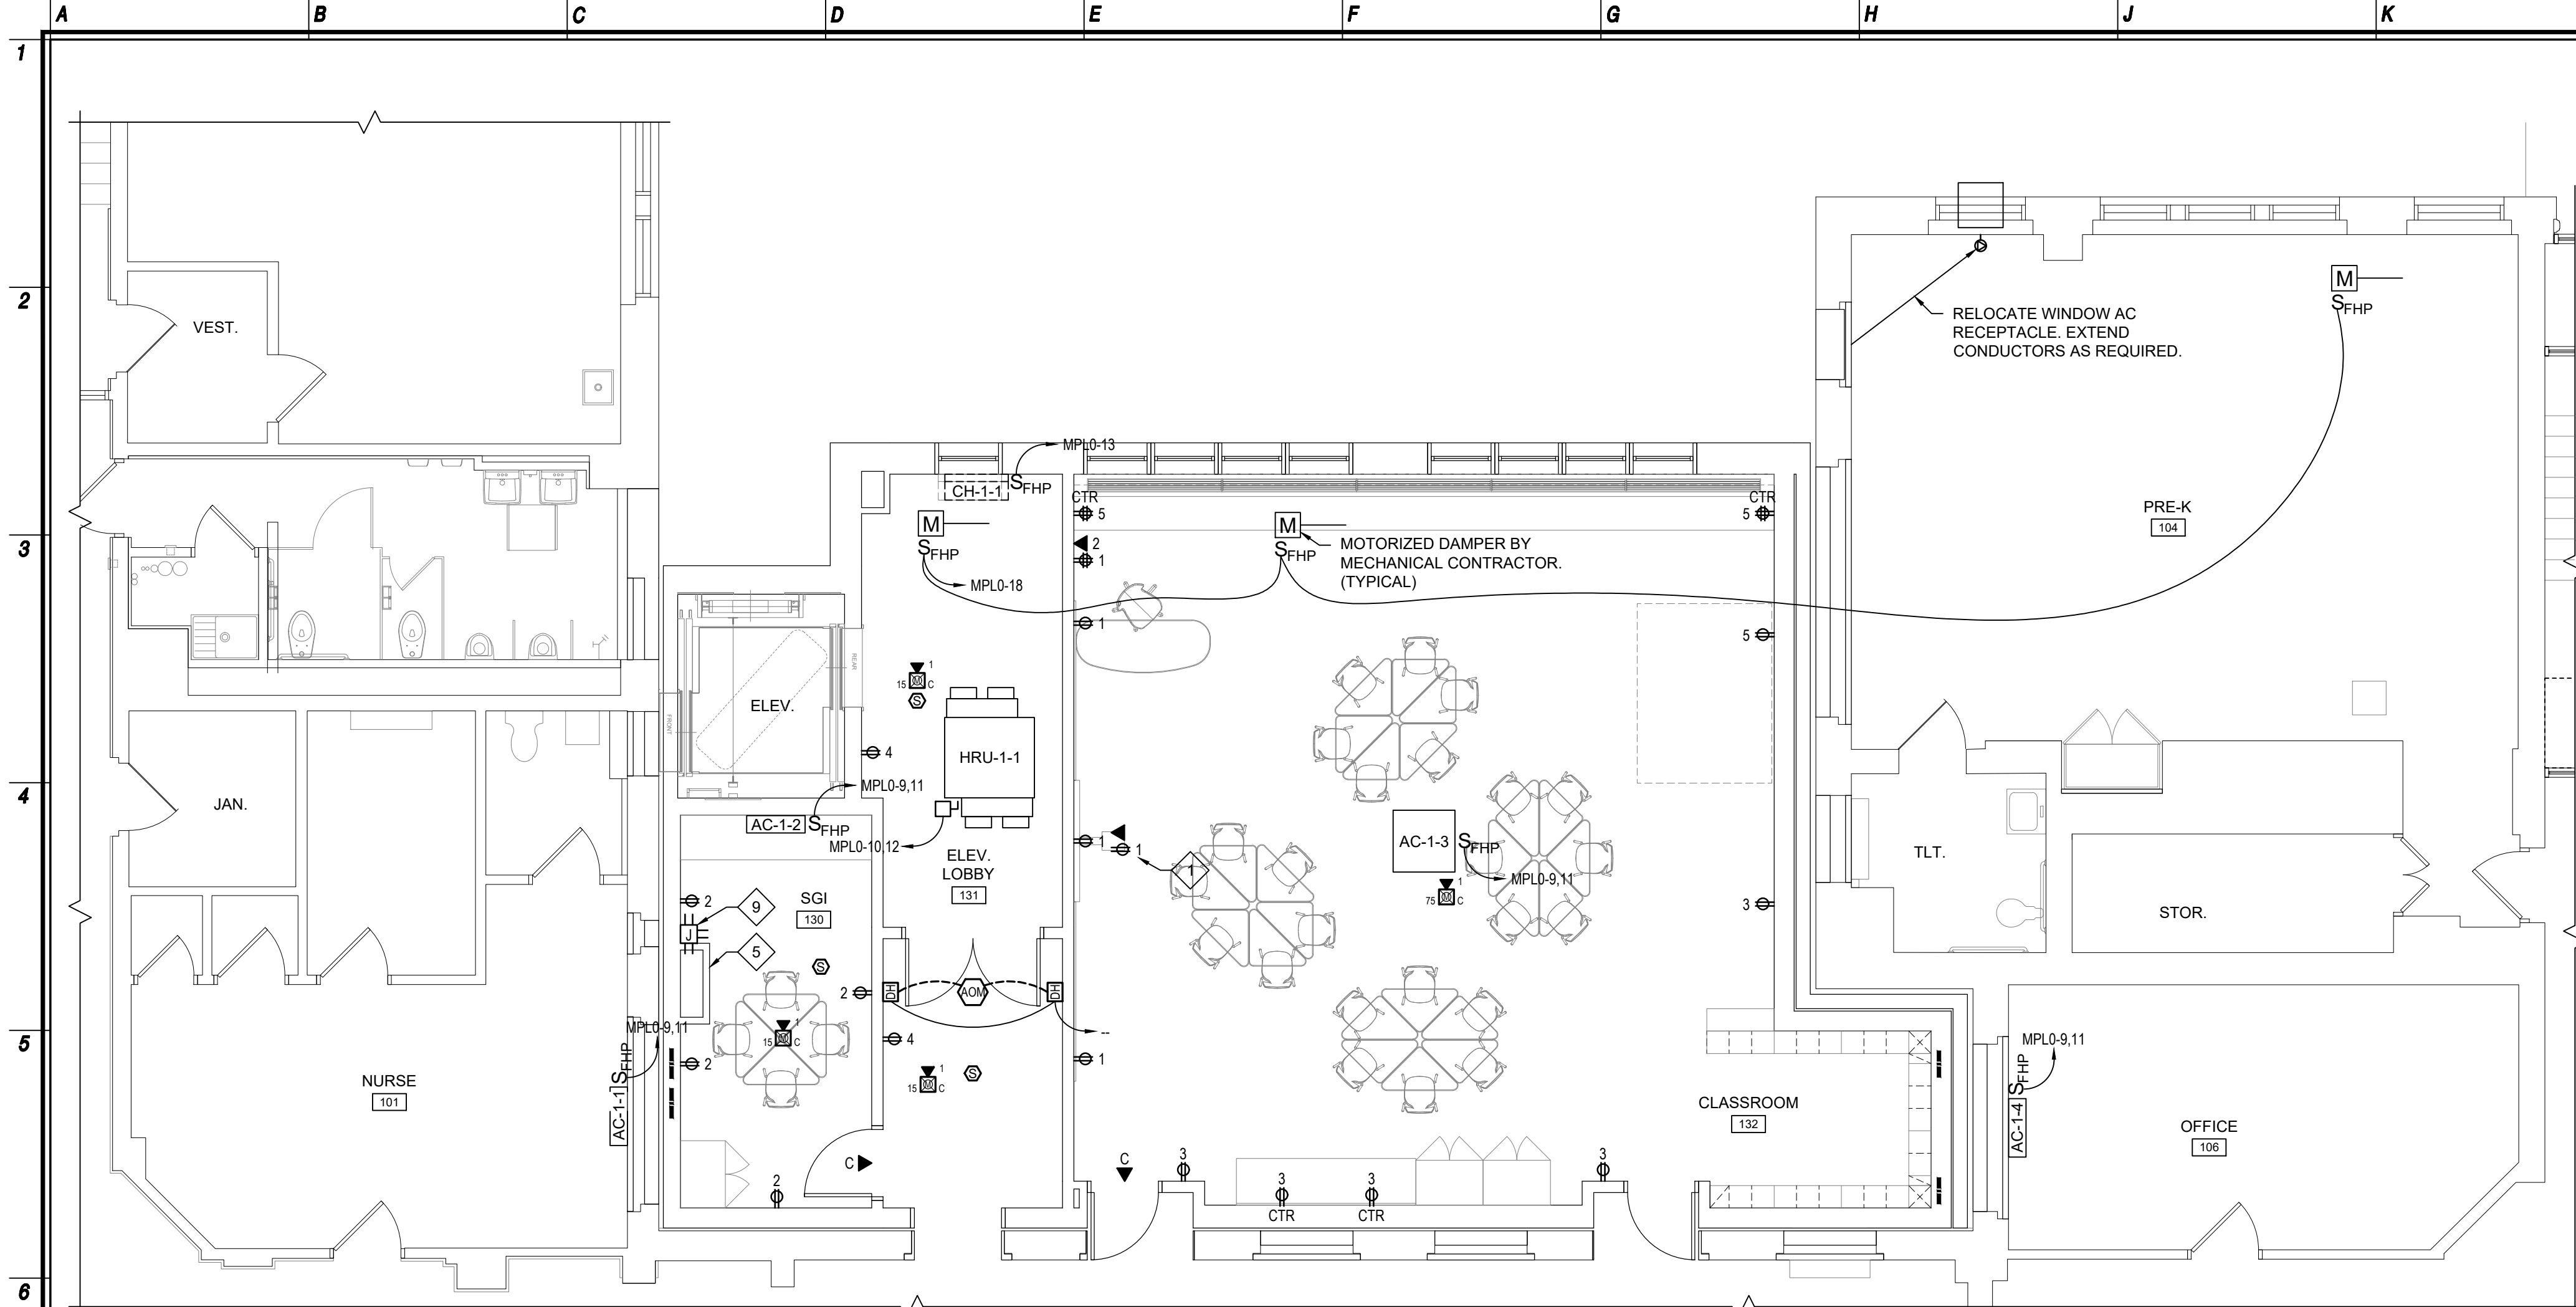 A B C D E F G H J K
1
2
3
4
5
6
VEST.
RELOCATE WINDOW AC
RECEPTACLE. EXTEND
CONDUCTORS AS REQUIRED.
M
SFHP
MPL0-13
CH-1-1
SFHP
CTR
5
CTR
5
M
SFHP
MPL0-18
2
1
M
SFHP
MOTORIZED DAMPER BY
MECHANICAL CONTRACTOR.
(TYPICAL)
PRE-K
104
1
5
REAR
FRONT
ELEV.
1
15 M C
S
4
HRU-1-1
MPL0-9,11
AC-1-2
SFHP
MPL0-10,12
JAN.
ELEV.
LOBBY
131
1
1
1
AC-1-3
SFHP
MPL0-9,11
1
75 M C
3
TLT.
STOR.
2
9
SGI
130
J
5
S
2
DH
AOM
DH
--
4
1
MPL0-9,11
1
15 M C
2
AC-1-1
SFHP
1
15 M C
S
NURSE
101
C
2
C
3
3
CTR
3
CTR
3
CLASSROOM
132
MPL0-9,11
SFHP
AC-1-4
OFFICE
106